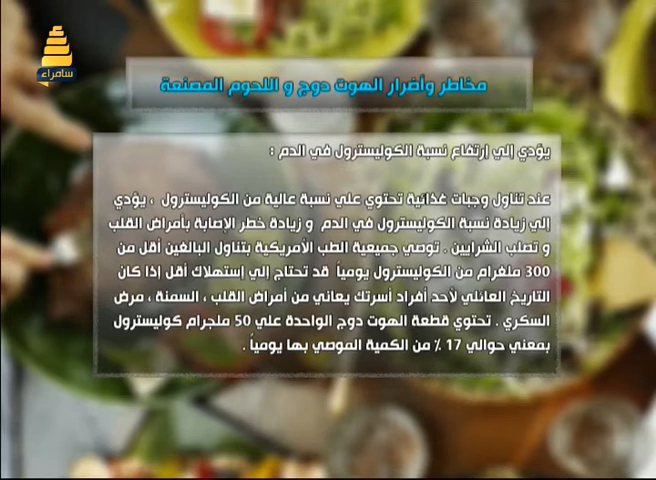 سامراء
مخاطر وأضرار الهوت دوج و اللحوم المصنعة
يؤدي إلي إرتفاع نسبة الكوليسترول في الدم :
عند تناول وجبات غذائية تحتوي علي نسبة عالية من الكوليسترول ، يؤدي
إلي زيادة نسبة الكوليسترول في الدم و زيادة خطر الإصابة بأمراض القلب
و تصلب الشرايين . توصي جميعية الطب الأمريكية بتناول البالغين أقل من
300 ملغرام من الكوليسترول يومياً قد تحتاج إلي إستهلاك أقل إذا كان
التاريخ العائلي لأحد أفراد أسرتك يعاني من أمراض القلب ، السمنة ، مرض
السكري . تحتوي قطعة الهوت دوج الواحدة علي 50 ملجرام كوليسترول
بمعني حوالي 17 ٪ من الكمية الموصي بها يومياً .